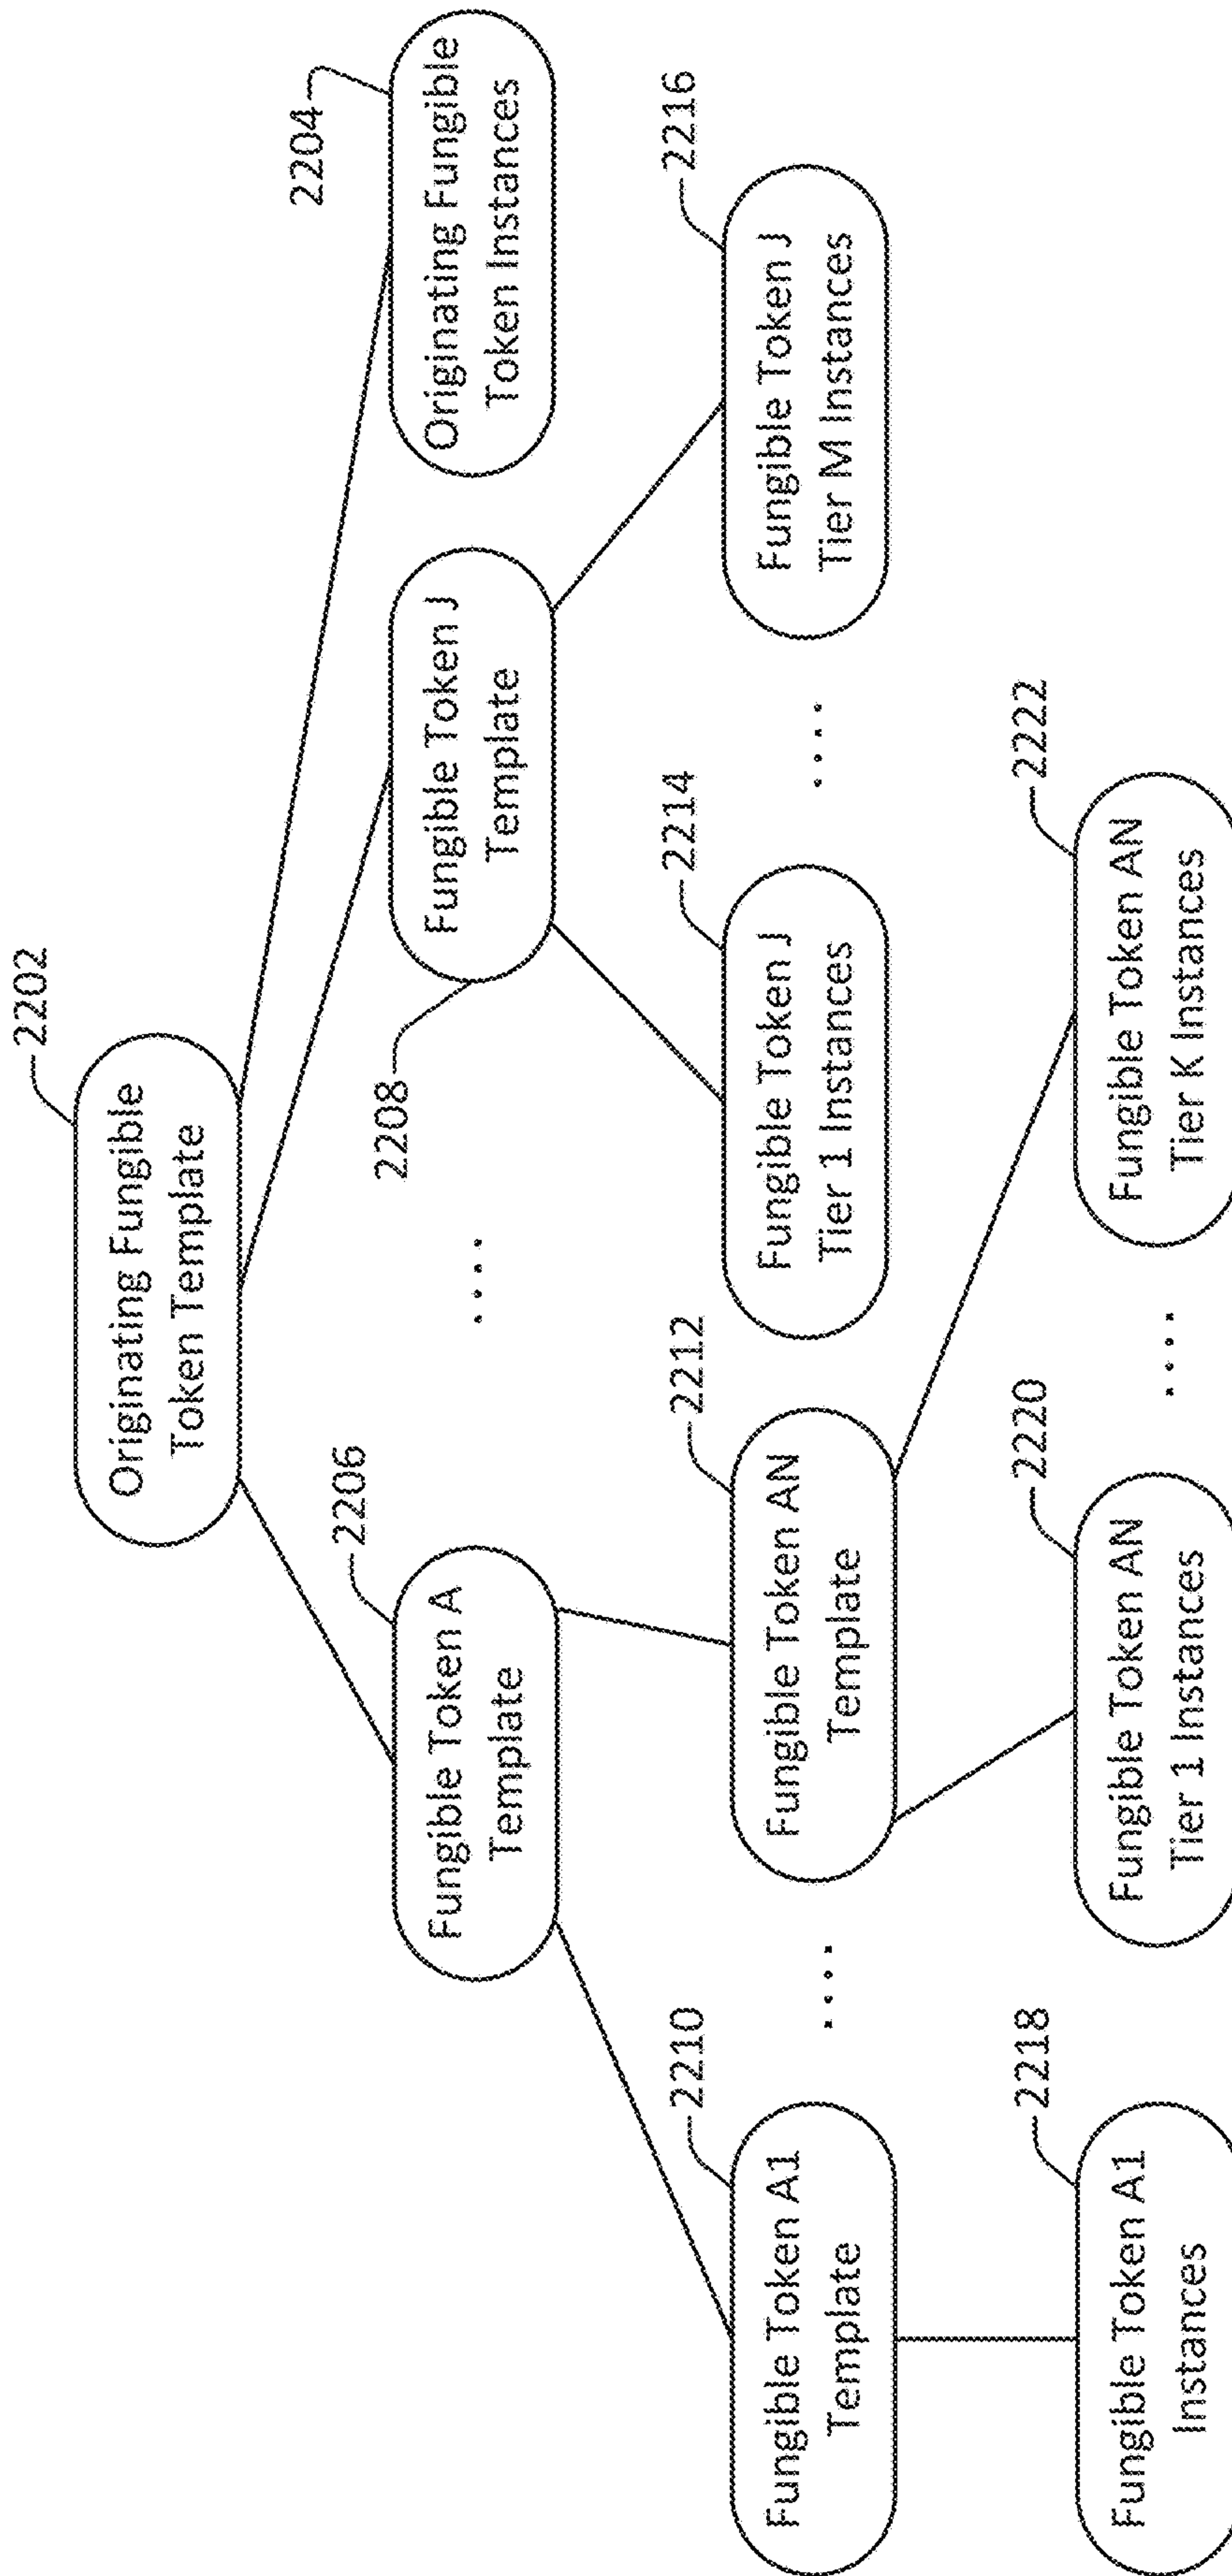 2202
Originating Fungible
Token Template
2206
Fungible Token A
Template
....
2208
Fungible Token J
Template
2204
Originating Fungible
Token Instances
2210
Fungible Token A1
Template
....
2212
Fungible Token AN
Template
2214
Fungible Token J
Tier 1 Instances
....
2216
Fungible Token J
Tier M Instances
2218
Fungible Token A1
Instances
2220
Fungible Token AN
Tier 1 Instances
....
2222
Fungible Token AN
Tier K Instances